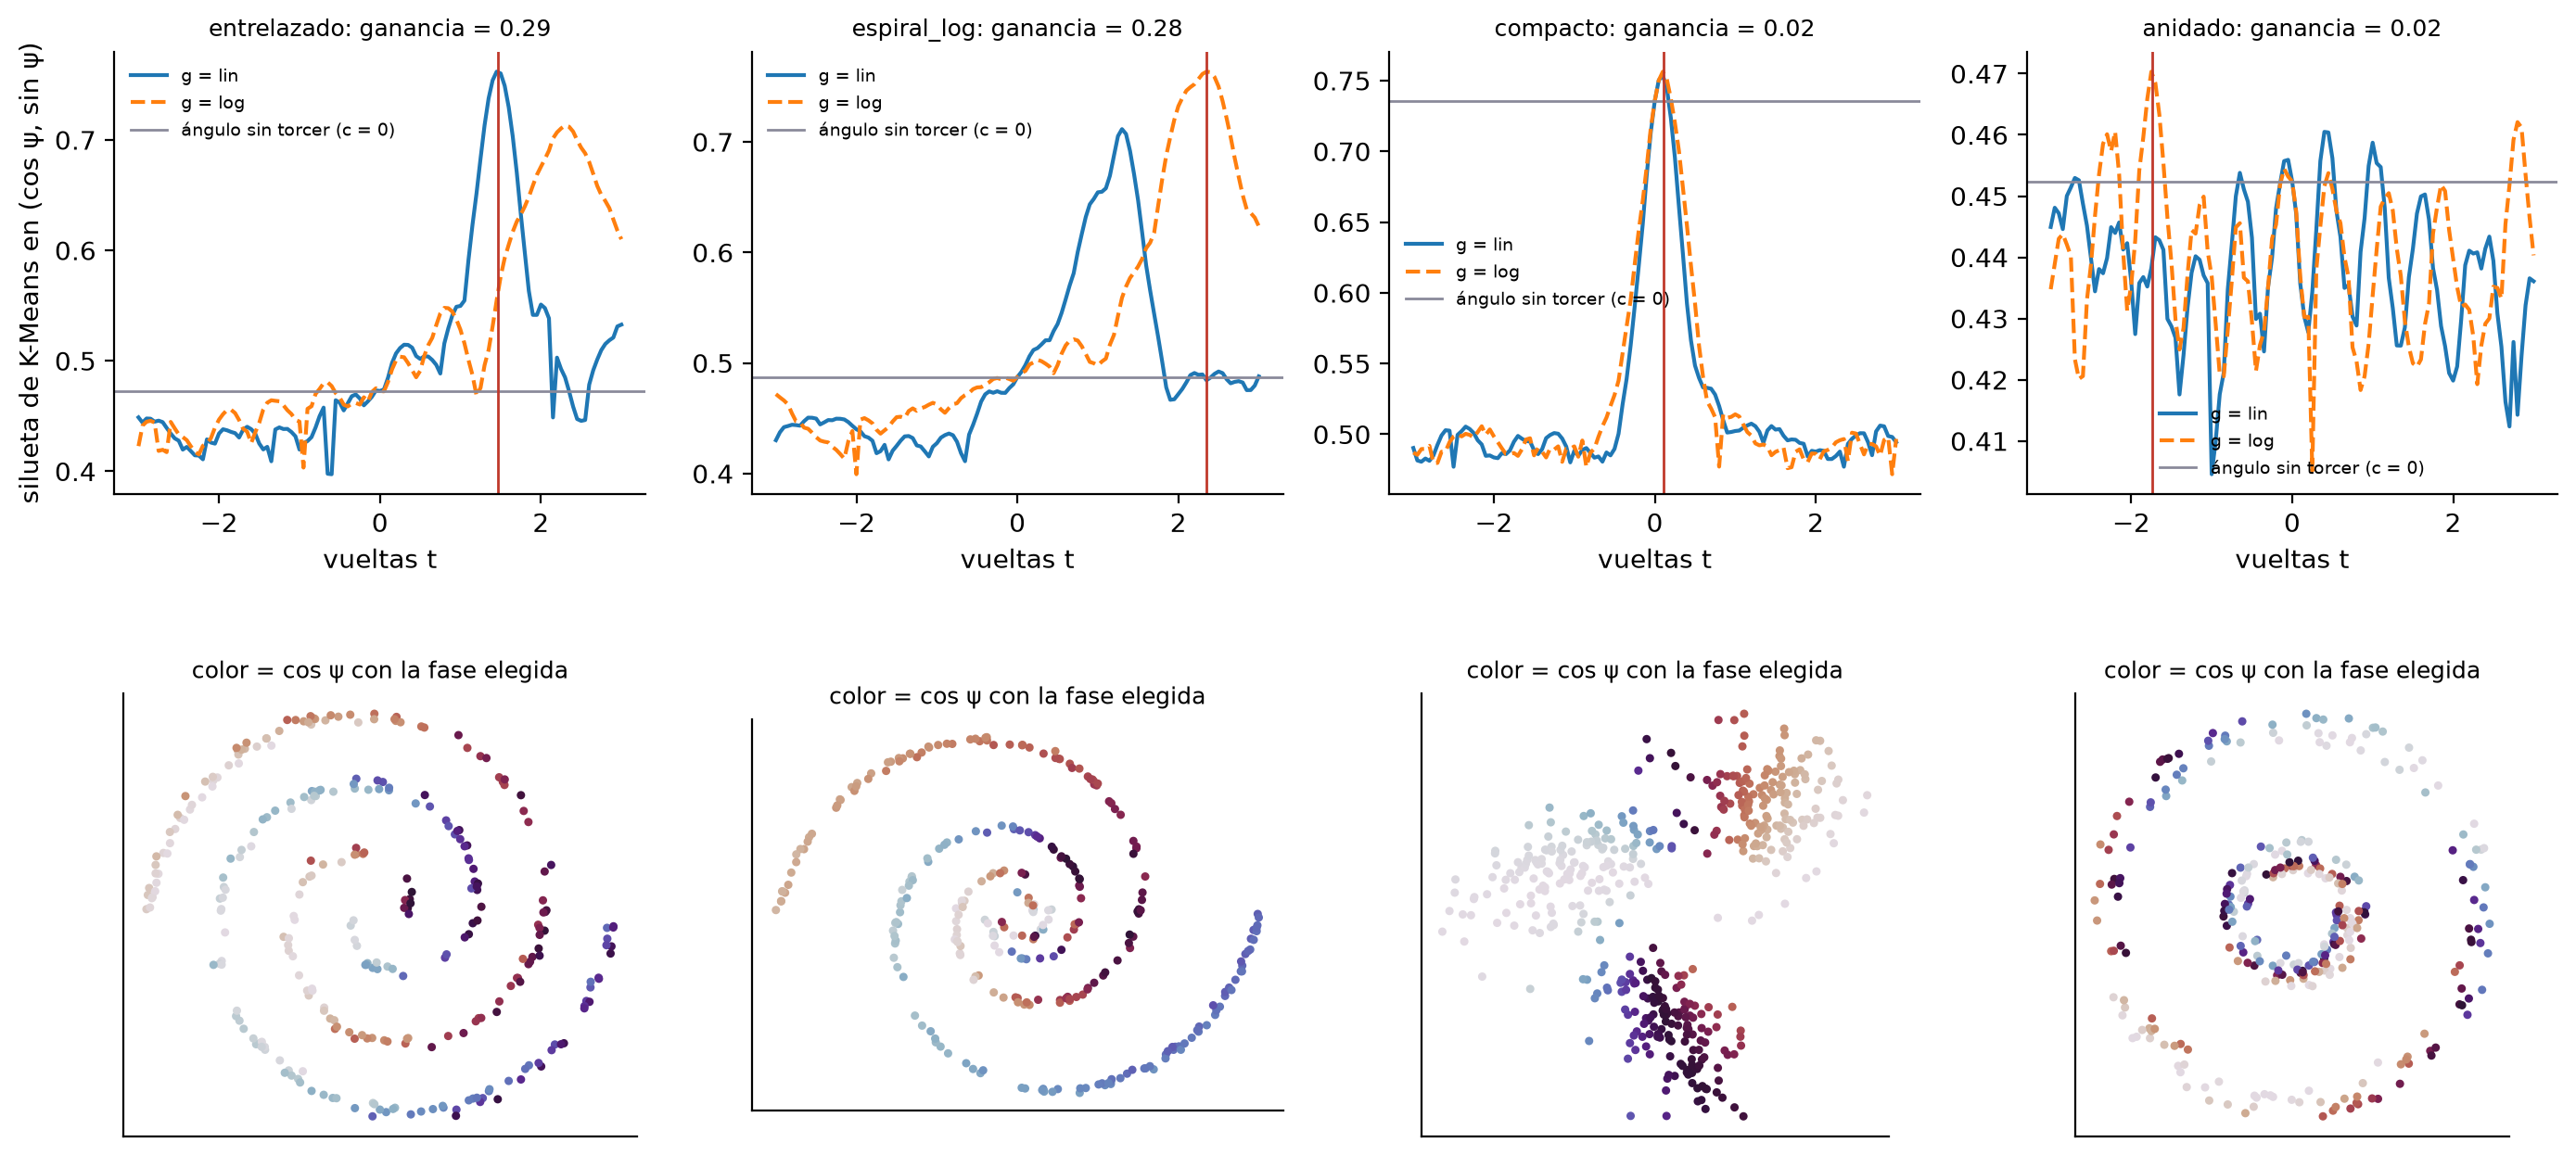 entrelazado: ganancia = 0.29
silueta de K-Means en (cos ψ, sin ψ)
0.7
0.6
0.5
0.4
g = lin
g = log
ángulo sin torcer (c = 0)
−2 0 2
vueltas t
espiral_log: ganancia = 0.28
0.7
0.6
0.5
0.4
g = lin
g = log
ángulo sin torcer (c = 0)
−2 0 2
vueltas t
compacto: ganancia = 0.02
0.75
0.70
0.65
0.60
0.55
0.50
g = lin
g = log
ángulo sin torcer (c = 0)
−2 0 2
vueltas t
anidado: ganancia = 0.02
0.47
0.46
0.45
0.44
0.43
0.42
0.41
g = lin
g = log
ángulo sin torcer (c = 0)
−2 0 2
vueltas t
color = cos ψ con la fase elegida
color = cos ψ con la fase elegida
color = cos ψ con la fase elegida
color = cos ψ con la fase elegida